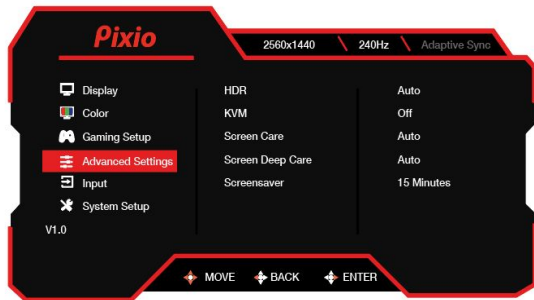 Pixio
2560x1440 240Hz Adaptive Sync
Display HDR Auto
Color KVM Off
Gaming Setup Screen Care Auto
Advanced Settings Screen Deep Care Auto
Input Screensaver 15 Minutes
System Setup
V1.0
MOVE BACK ENTER